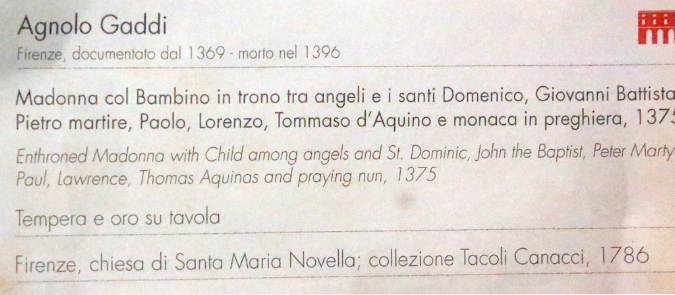 Agnolo Gaddi
Firenze, documentato dal 1369 - morto nel 1396
Madonna col Bambino in trono tra angeli e i santi Domenico, Giovanni Battista
Pietro martire, Paolo, Lorenzo, Tommaso d'Aquino e monaca in preghiera, 1375
Enthroned Madonna with Child among angels and St. Dominic, John the Baptist, Peter Marty
Paul, Lawrence, Thomas Aquinas and praying nun, 1375
Tempera e oro su tavola
Firenze, chiesa di Santa Maria Novella; collezione Tacoli Canacci, 1786